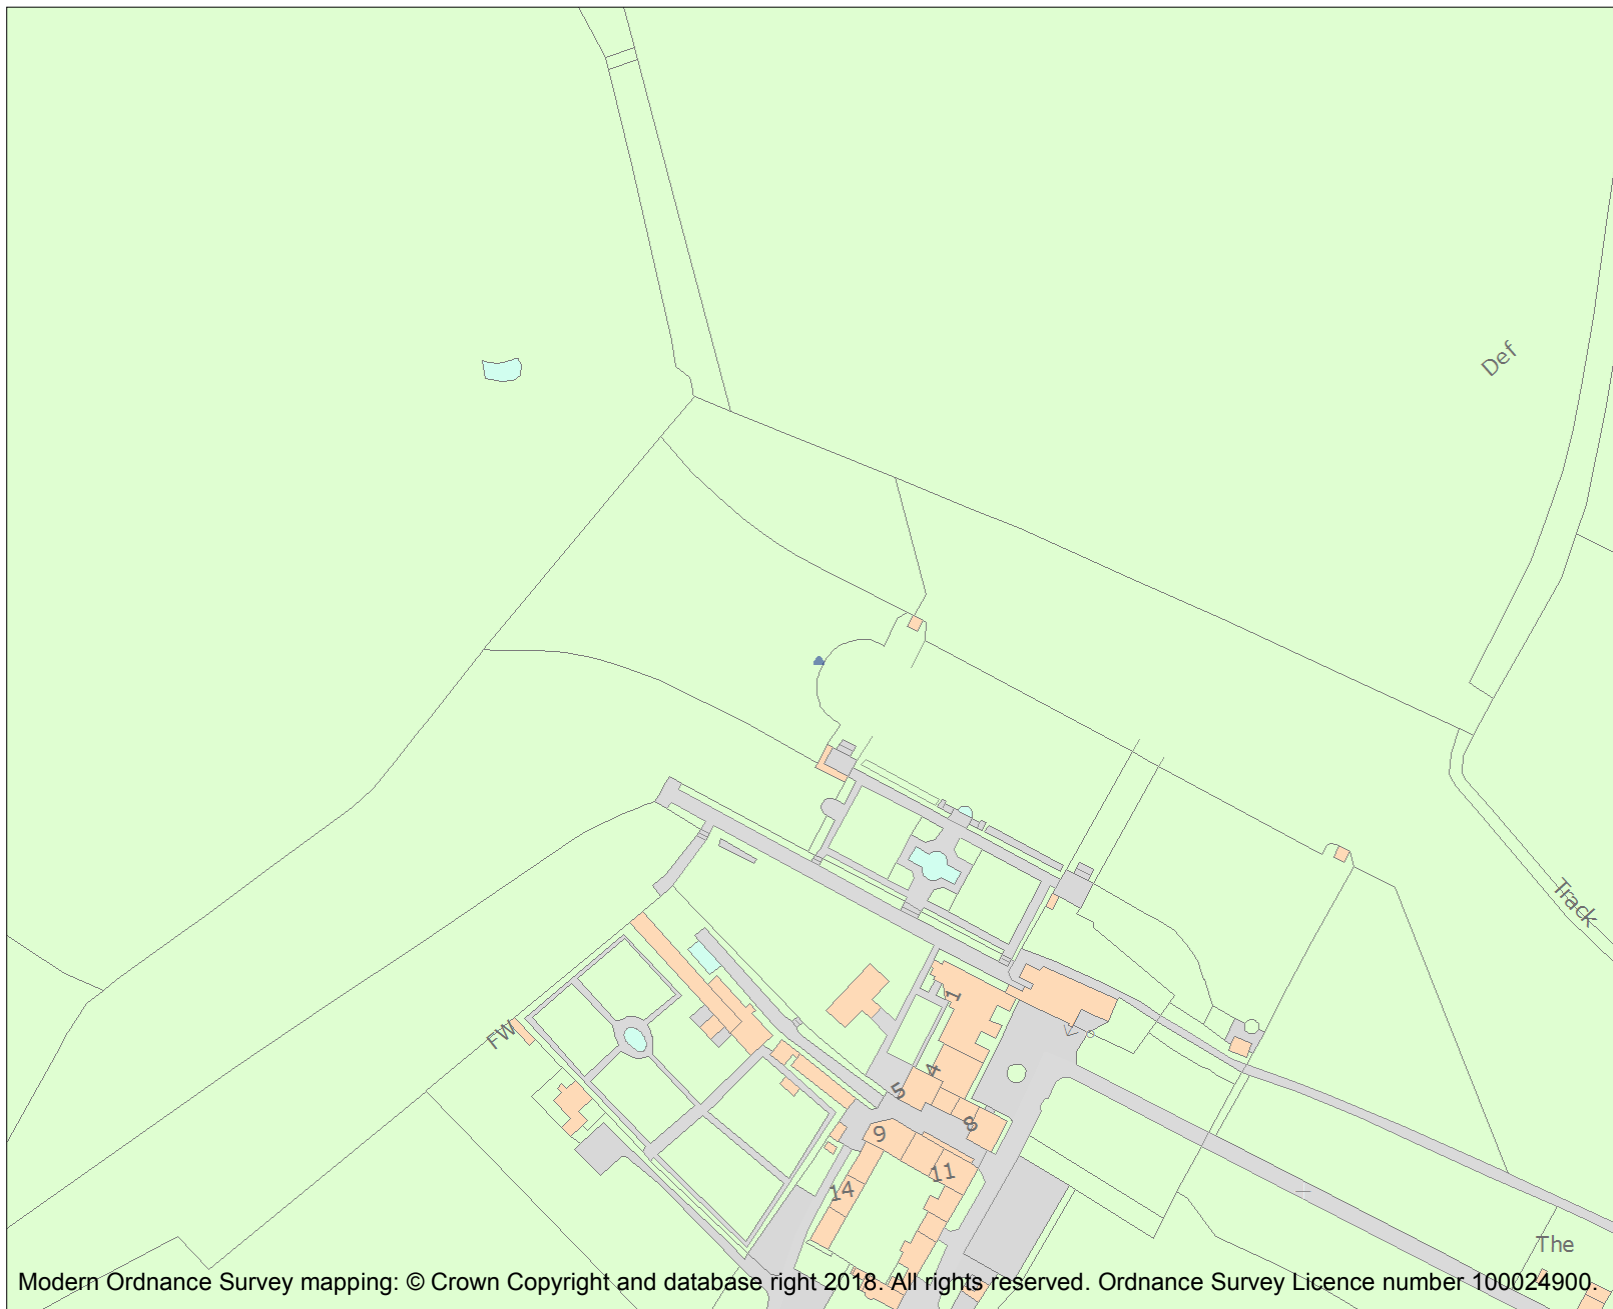 Def
Track
FW
1
4
5
8
9
11
14
The
Modern Ordnance Survey mapping: © Crown Copyright and database right 2018. All rights reserved. Ordnance Survey Licence number 100024900.